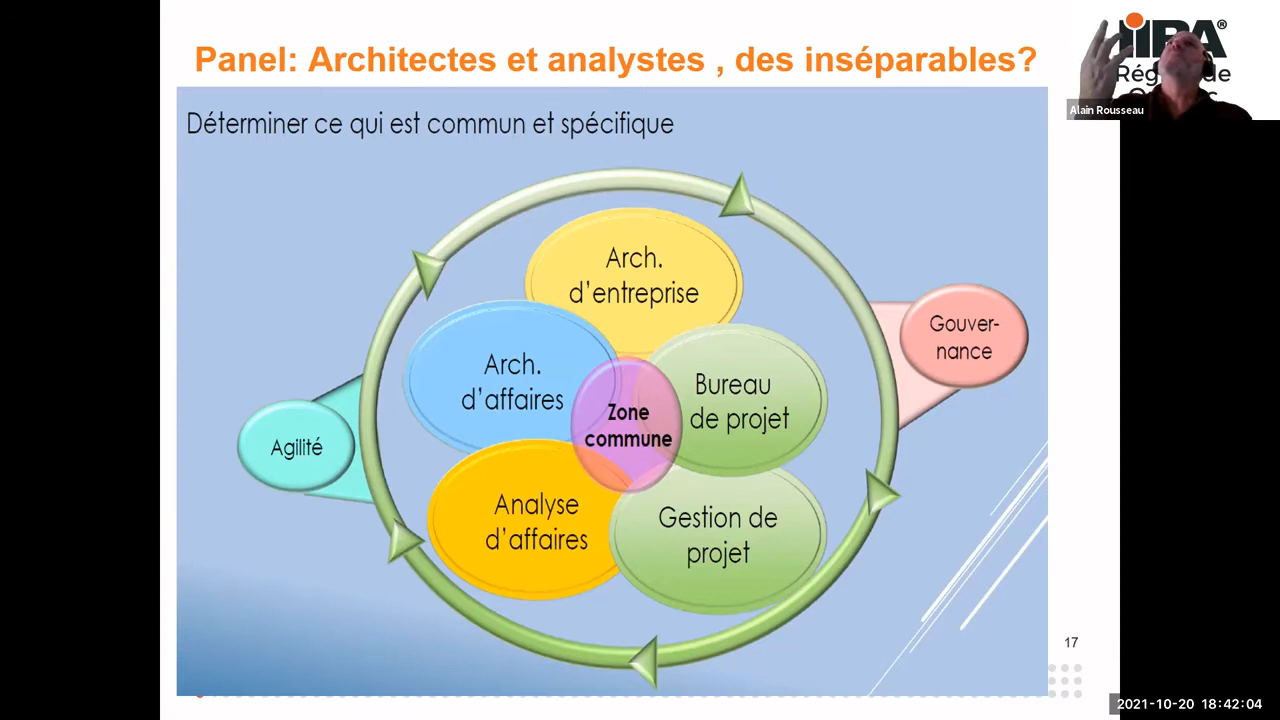 Panel: Architectes et analystes , des inséparables?
IIBA®
Alain Rousseau
Déterminer ce qui est commun et spécifique
Arch.
d'entreprise
Gouver-
nance
Arch.
d'affaires
Bureau
de projet
Zone
commune
Agilité
Analyse
d'affaires
Gestion de
projet
17
2021-10-20 18:42:04